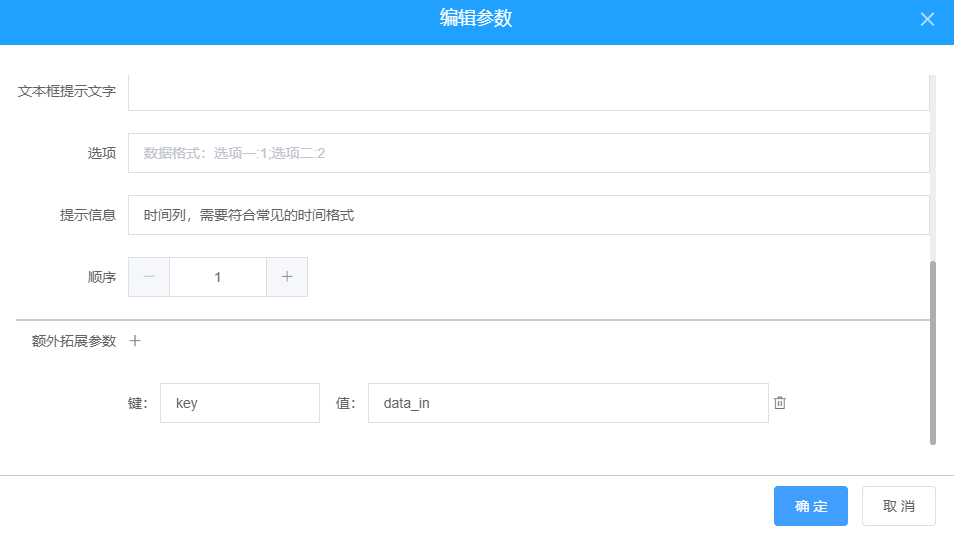 编辑参数
文本框提示文字
选项 数据格式：选项一:1;选项二:2
提示信息 时间列，需要符合常见的时间格式
顺序 1
额外拓展参数
键： key 值： data_in
确 定 取 消